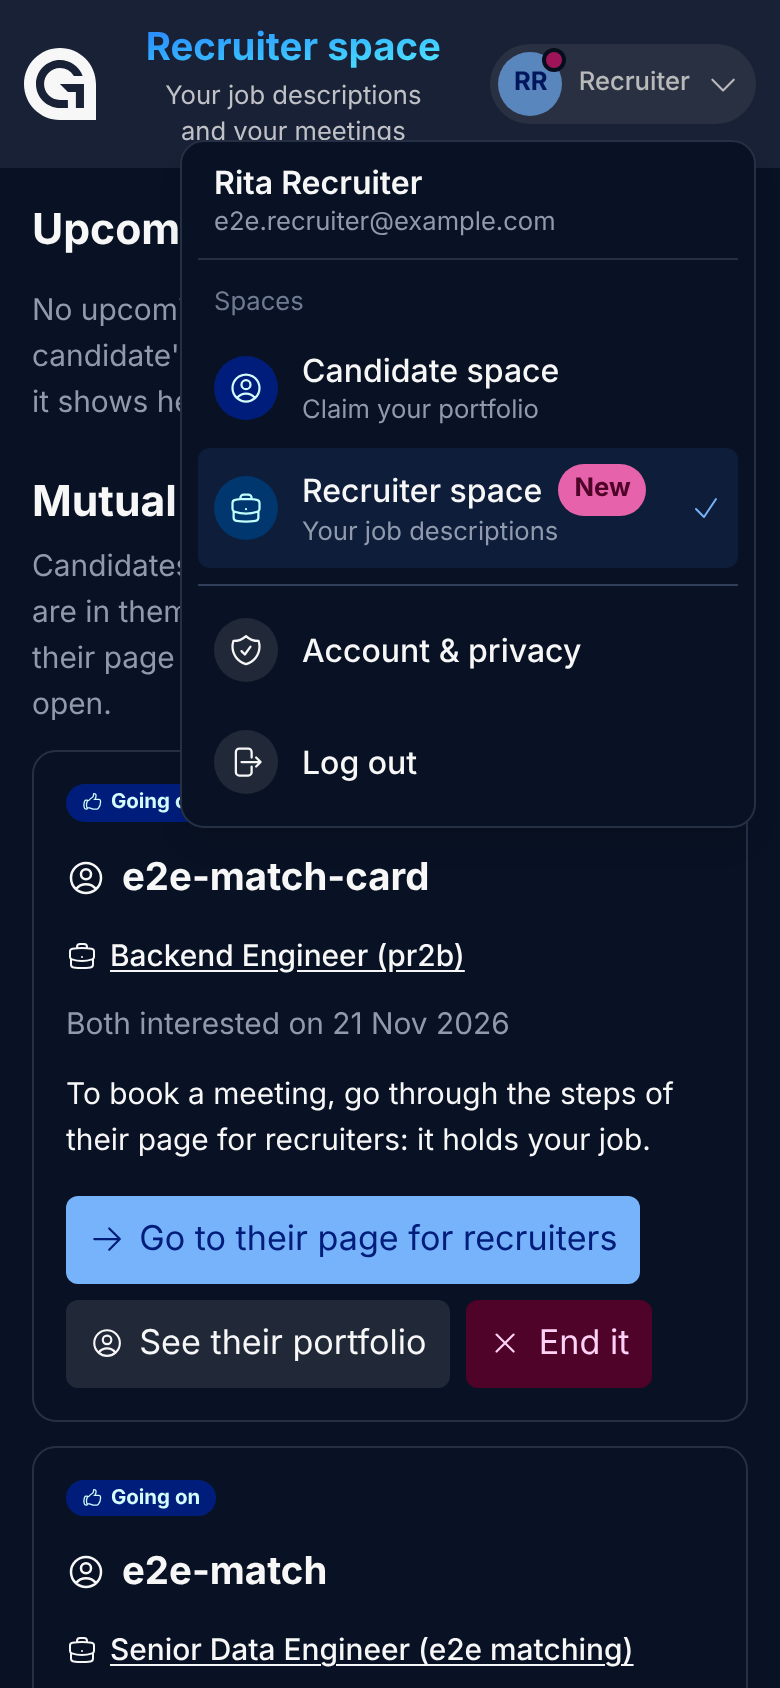 Recruiter space
Your job descriptions
and your meetings
RR
Recruiter
Rita Recruiter
e2e.recruiter@example.com
Spaces
Candidate space
Claim your portfolio
Recruiter space New
Your job descriptions
Account & privacy
Log out
Upcom
No upcom
candidate'
it shows he
Mutual
Candidates
are in them
their page
open.
Going o
e2e-match-card
Backend Engineer (pr2b)
Both interested on 21 Nov 2026
To book a meeting, go through the steps of
their page for recruiters: it holds your job.
Go to their page for recruiters
See their portfolio
End it
Going on
e2e-match
Senior Data Engineer (e2e matching)